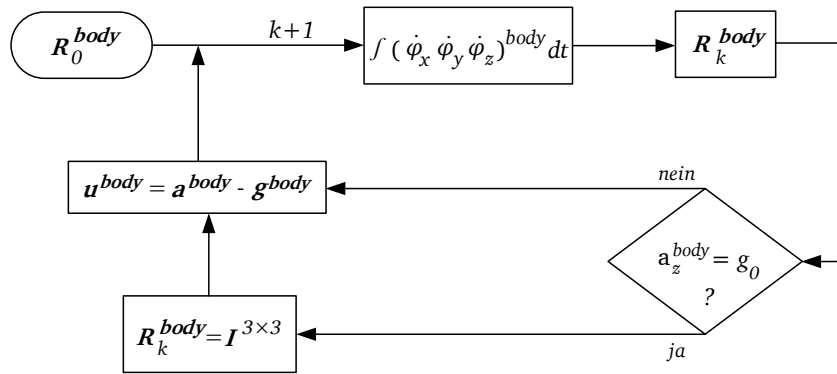 R_0^body
k+1
∫ ( φ̇_x φ̇_y φ̇_z )^body dt
R_k^body
u^body = a^body - g^body
nein
a_z^body = g_0
?
R_k^body = I^3×3
ja